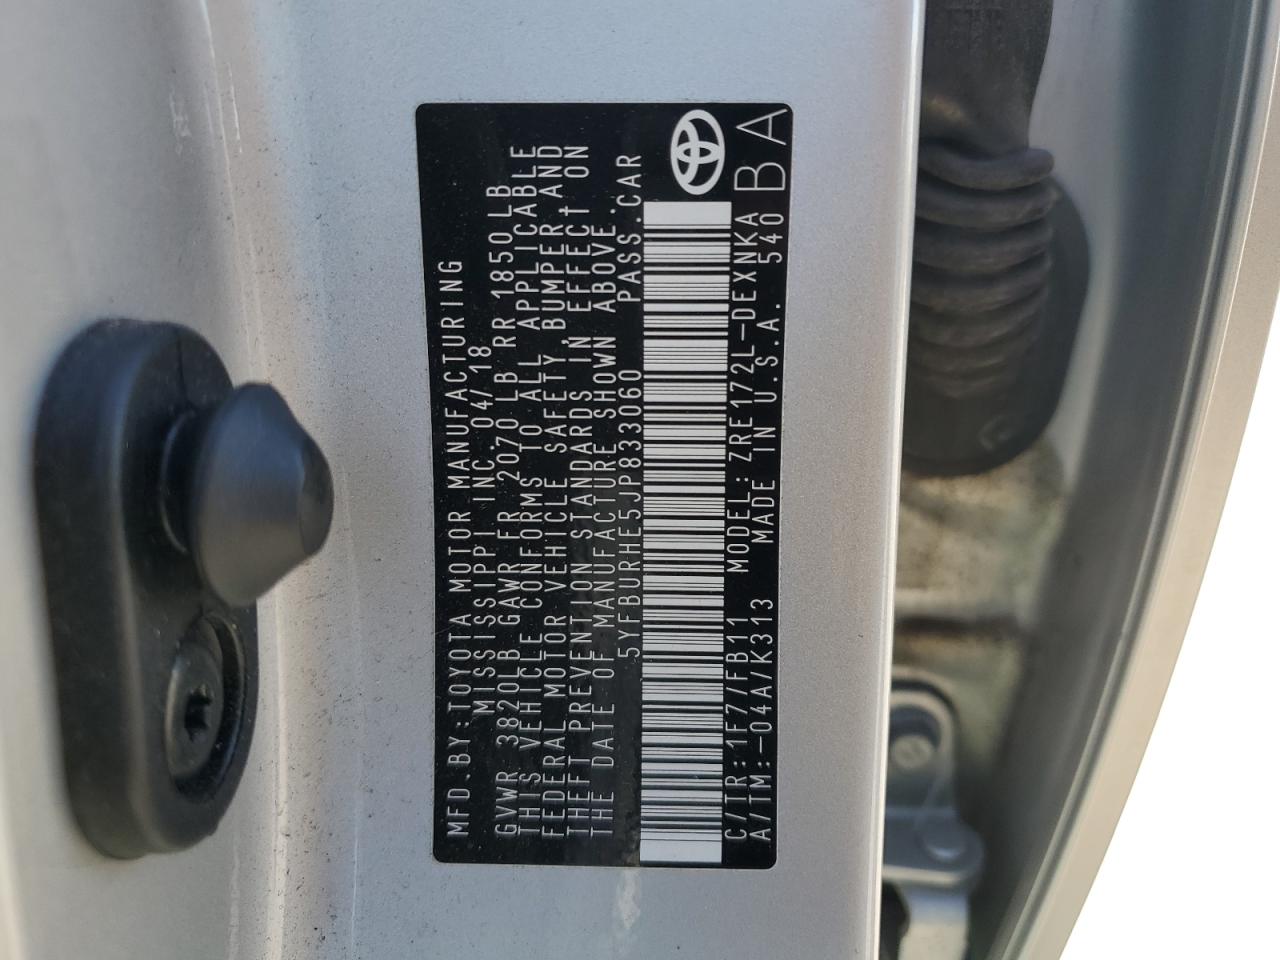 MFD.BY:TOYOTA MOTOR MANUFACTURING
MISSISSIPPI INC. 04/18
GVWR 3820LB GAWR FR 2070 LB RR 1850 LB
THIS VEHICLE CONFORMS TO ALL APPLICABLE
FEDERAL MOTOR VEHICLE SAFETY, BUMPER, AND
THEFT PREVENTION STANDARDS IN EFFECT ON
THE DATE OF MANUFACTURE SHOWN ABOVE.
5YFBURHE5JP833060 PASS.CAR
C/TR:1F7/FB11 MODEL: ZRE172L-DEXNKA
A/TM:-04A/K313 MADE IN U.S.A. 540
BA